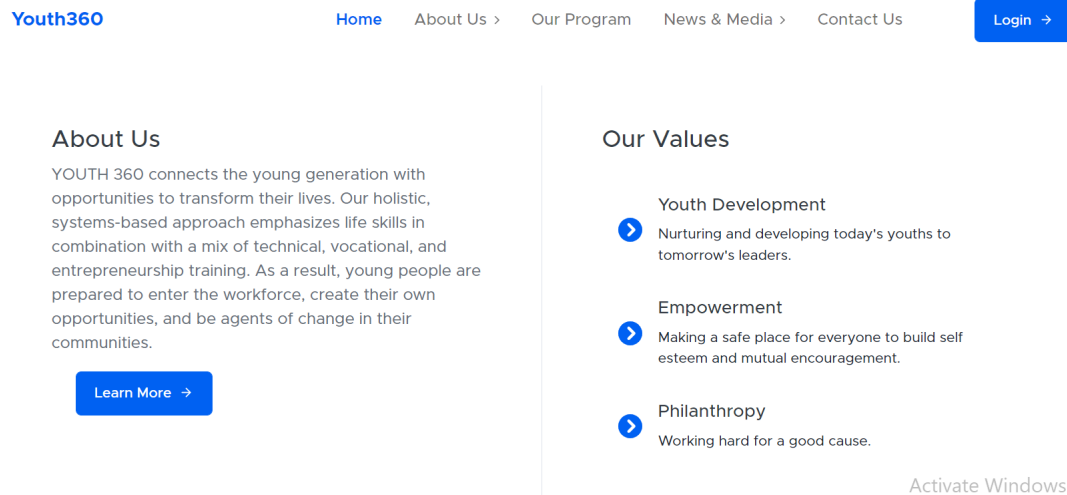 Youth360 Home About Us › Our Program News & Media › Contact Us Login →
About Us
YOUTH 360 connects the young generation with
opportunities to transform their lives. Our holistic,
systems-based approach emphasizes life skills in
combination with a mix of technical, vocational, and
entrepreneurship training. As a result, young people are
prepared to enter the workforce, create their own
opportunities, and be agents of change in their
communities.
Learn More →
Our Values
Youth Development
Nurturing and developing today's youths to
tomorrow's leaders.
Empowerment
Making a safe place for everyone to build self
esteem and mutual encouragement.
Philanthropy
Working hard for a good cause.
Activate Windows